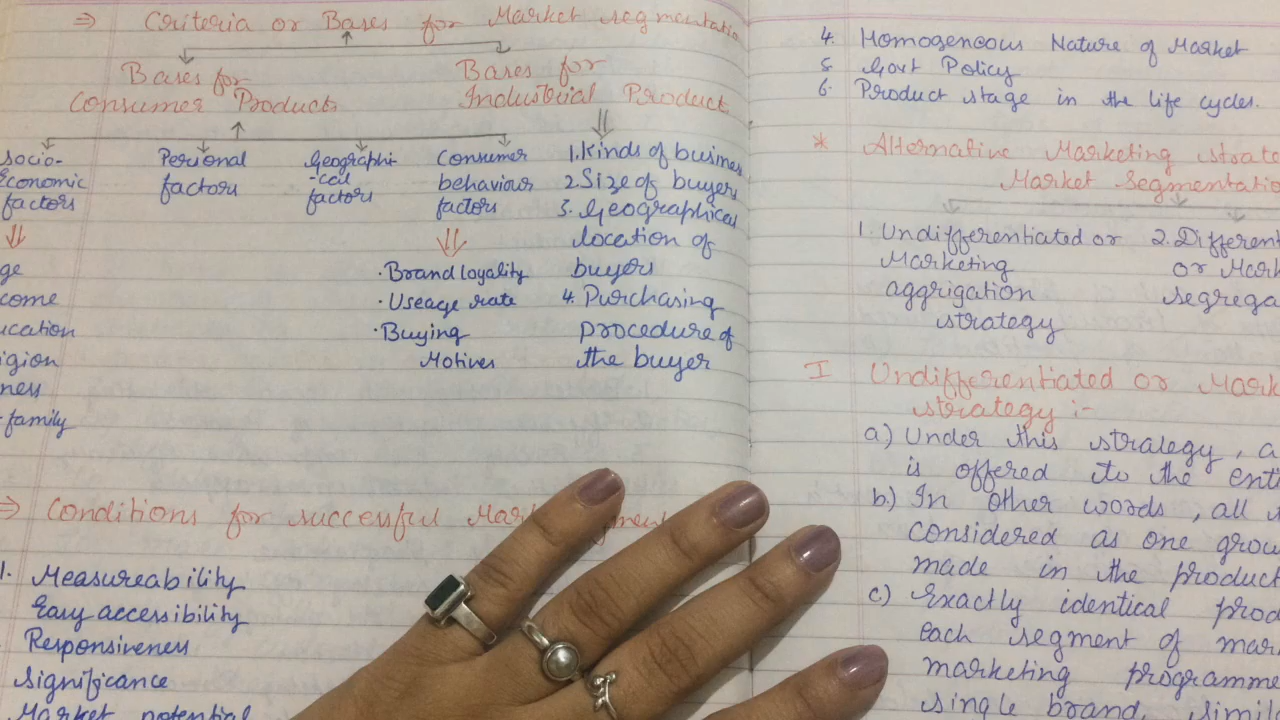 ⇒ Criteria or Bases for Market segmentatio
Bases for
Consumer Products
Bases for
Industrial Product
Socio-
Economic
factors
ge
come
ucation
igion
ness
family
Personal
factors
Geographi
-cal
factors
Consumer
behaviour
factors
· Brand loyality
· Useage rate
· Buying
Motives
1. Kinds of busines
2. Size of buyers
3. Geographical
location of
buyers
4. Purchasing
procedure of
the buyer
⇒ Conditions for successful Mar
1. Measureability
Easy accessibility
Responsiveness
Significance
Market potential
4. Homogeneous Nature of Market
5 Govt Policy
6. Product stage in the life cycles.
* Alternative Marketing strate
Market Segmentatio
1. Undifferentiated or
Marketing
aggrigation
strategy
2. Different
or Mark
segrega
I Undifferentiated or Mark
strategy :-
a) Under this strategy, a
is offered to the enti
b) In other words, all
considered as one grou
made in the product
c) Exactly identical prod
each segment of mar
marketing programme
single brand, simil